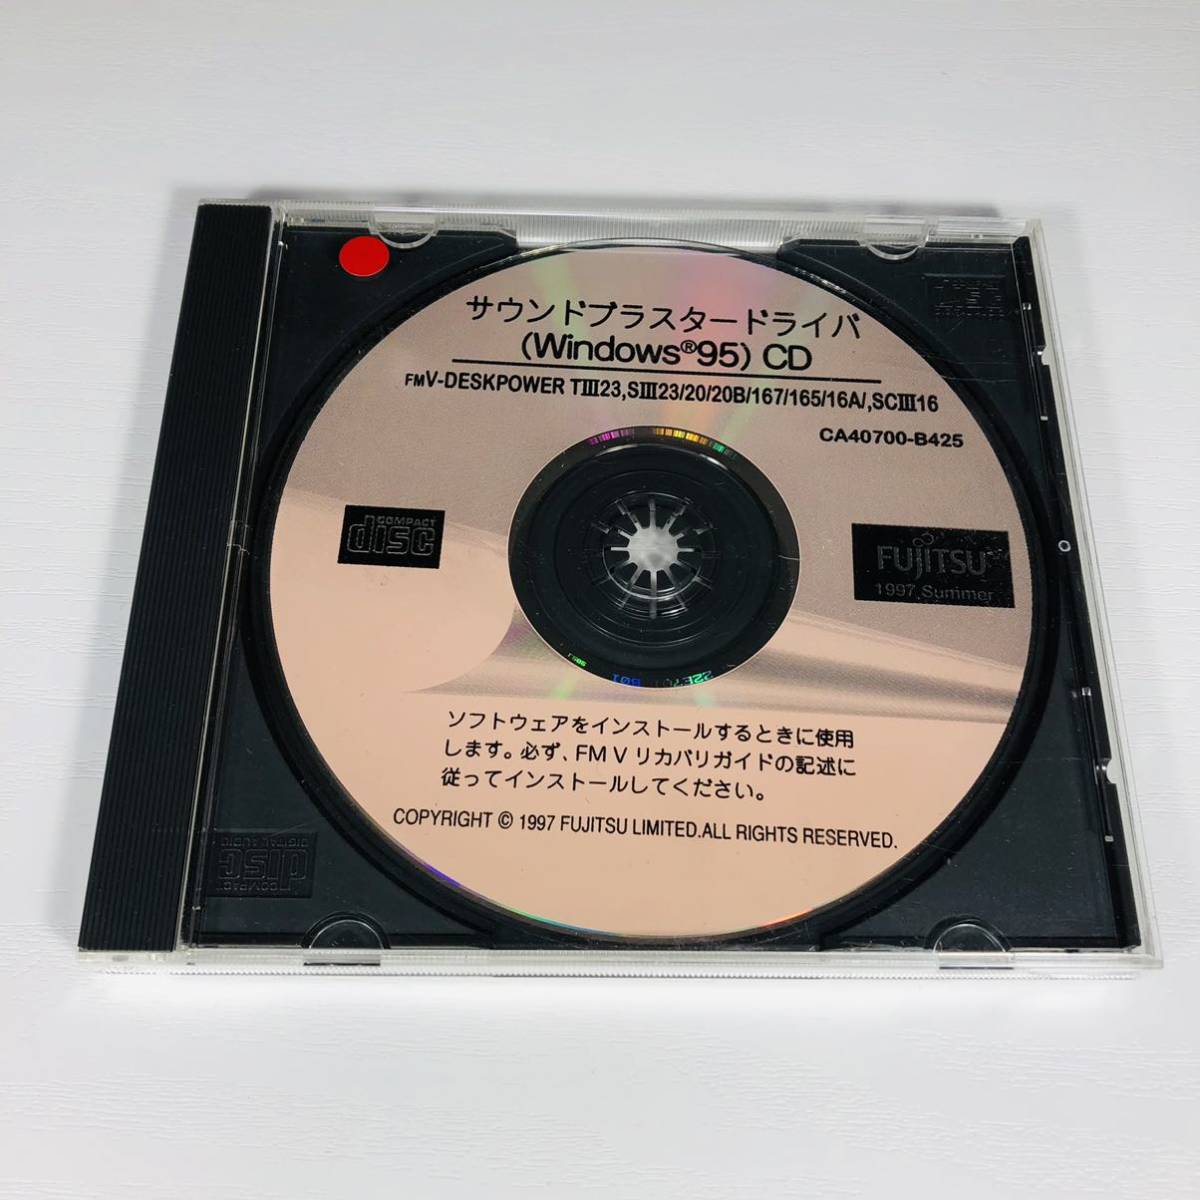 サウンドブラスタードライバ
(Windows®95) CD
FMV-DESKPOWER TⅢ23,SⅢ23/20/20B/167/165/16A/,SCⅢ16
CA40700-B425
COMPACT
disc
FUJITSU
1997 Summer
ソフトウェアをインストールするときに使用
します。必ず、FMVリカバリガイドの記述に
従ってインストールしてください。
COPYRIGHT © 1997 FUJITSU LIMITED.ALL RIGHTS RESERVED.
COMPACT
disc
DIGITAL AUDIO